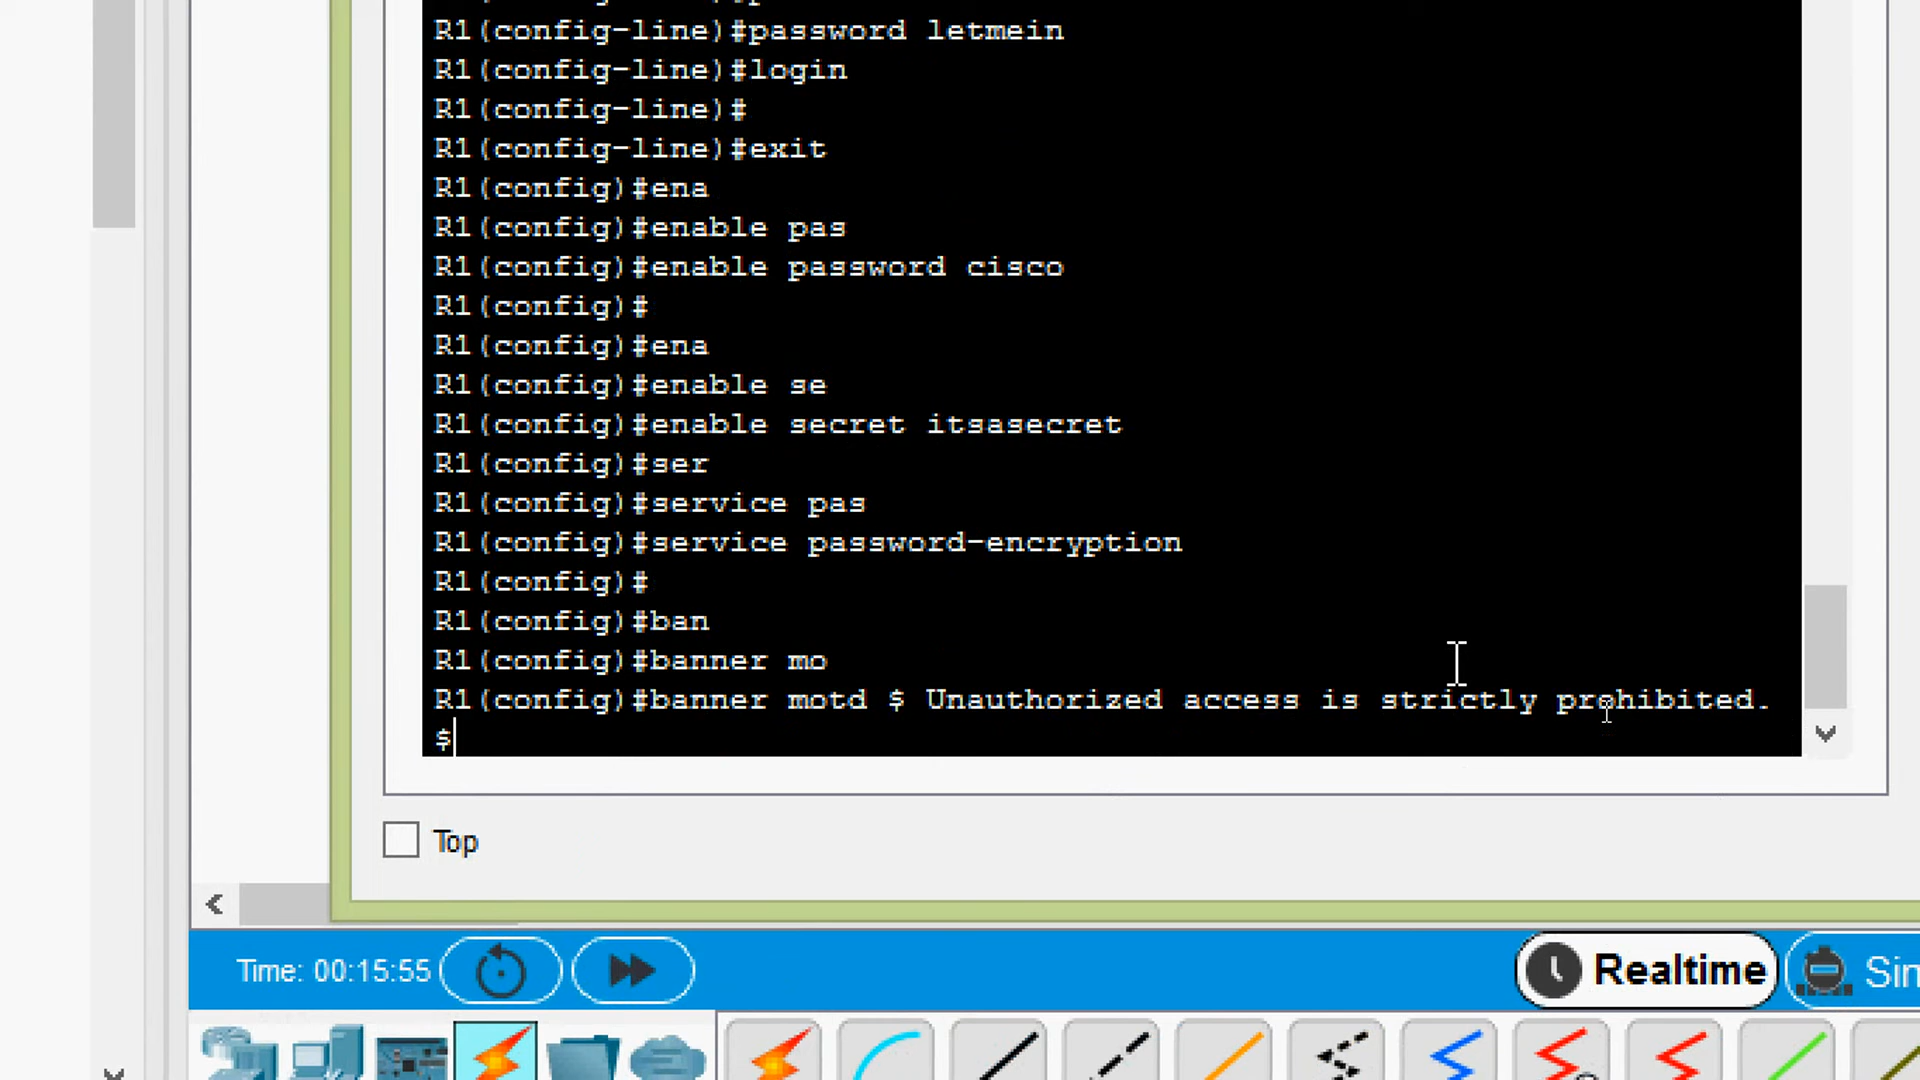 R1(config-line)#password letmein
R1(config-line)#login
R1(config-line)#
R1(config-line)#exit
R1(config)#ena
R1(config)#enable pas
R1(config)#enable password cisco
R1(config)#
R1(config)#ena
R1(config)#enable se
R1(config)#enable secret itsasecret
R1(config)#ser
R1(config)#service pas
R1(config)#service password-encryption
R1(config)#
R1(config)#ban
R1(config)#banner mo
R1(config)#banner motd $ Unauthorized access is strictly prohibited.
$
Top
Time: 00:15:55
Realtime